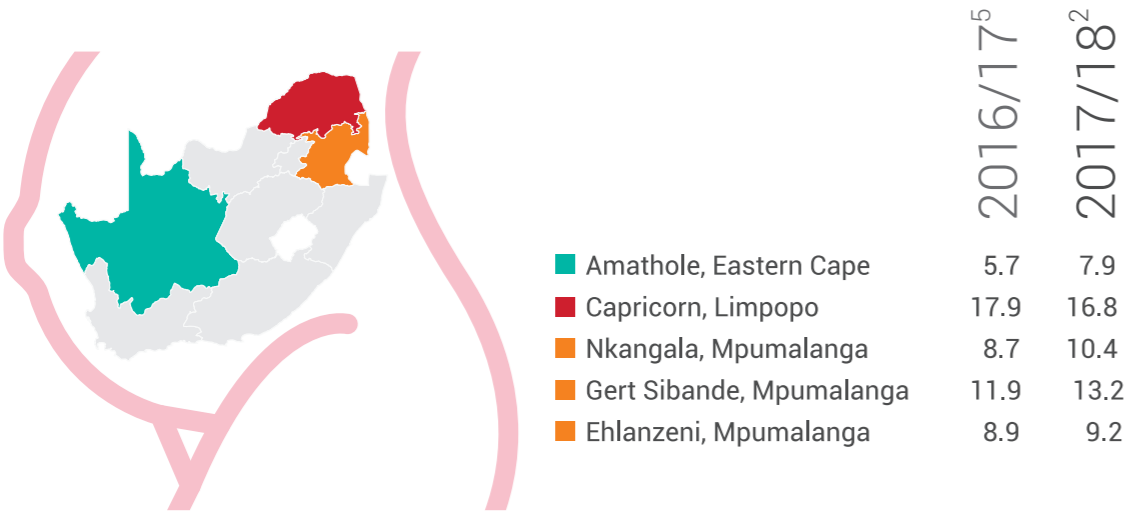 2016/17⁵ 2017/18²
Amathole, Eastern Cape 5.7 7.9
Capricorn, Limpopo 17.9 16.8
Nkangala, Mpumalanga 8.7 10.4
Gert Sibande, Mpumalanga 11.9 13.2
Ehlanzeni, Mpumalanga 8.9 9.2